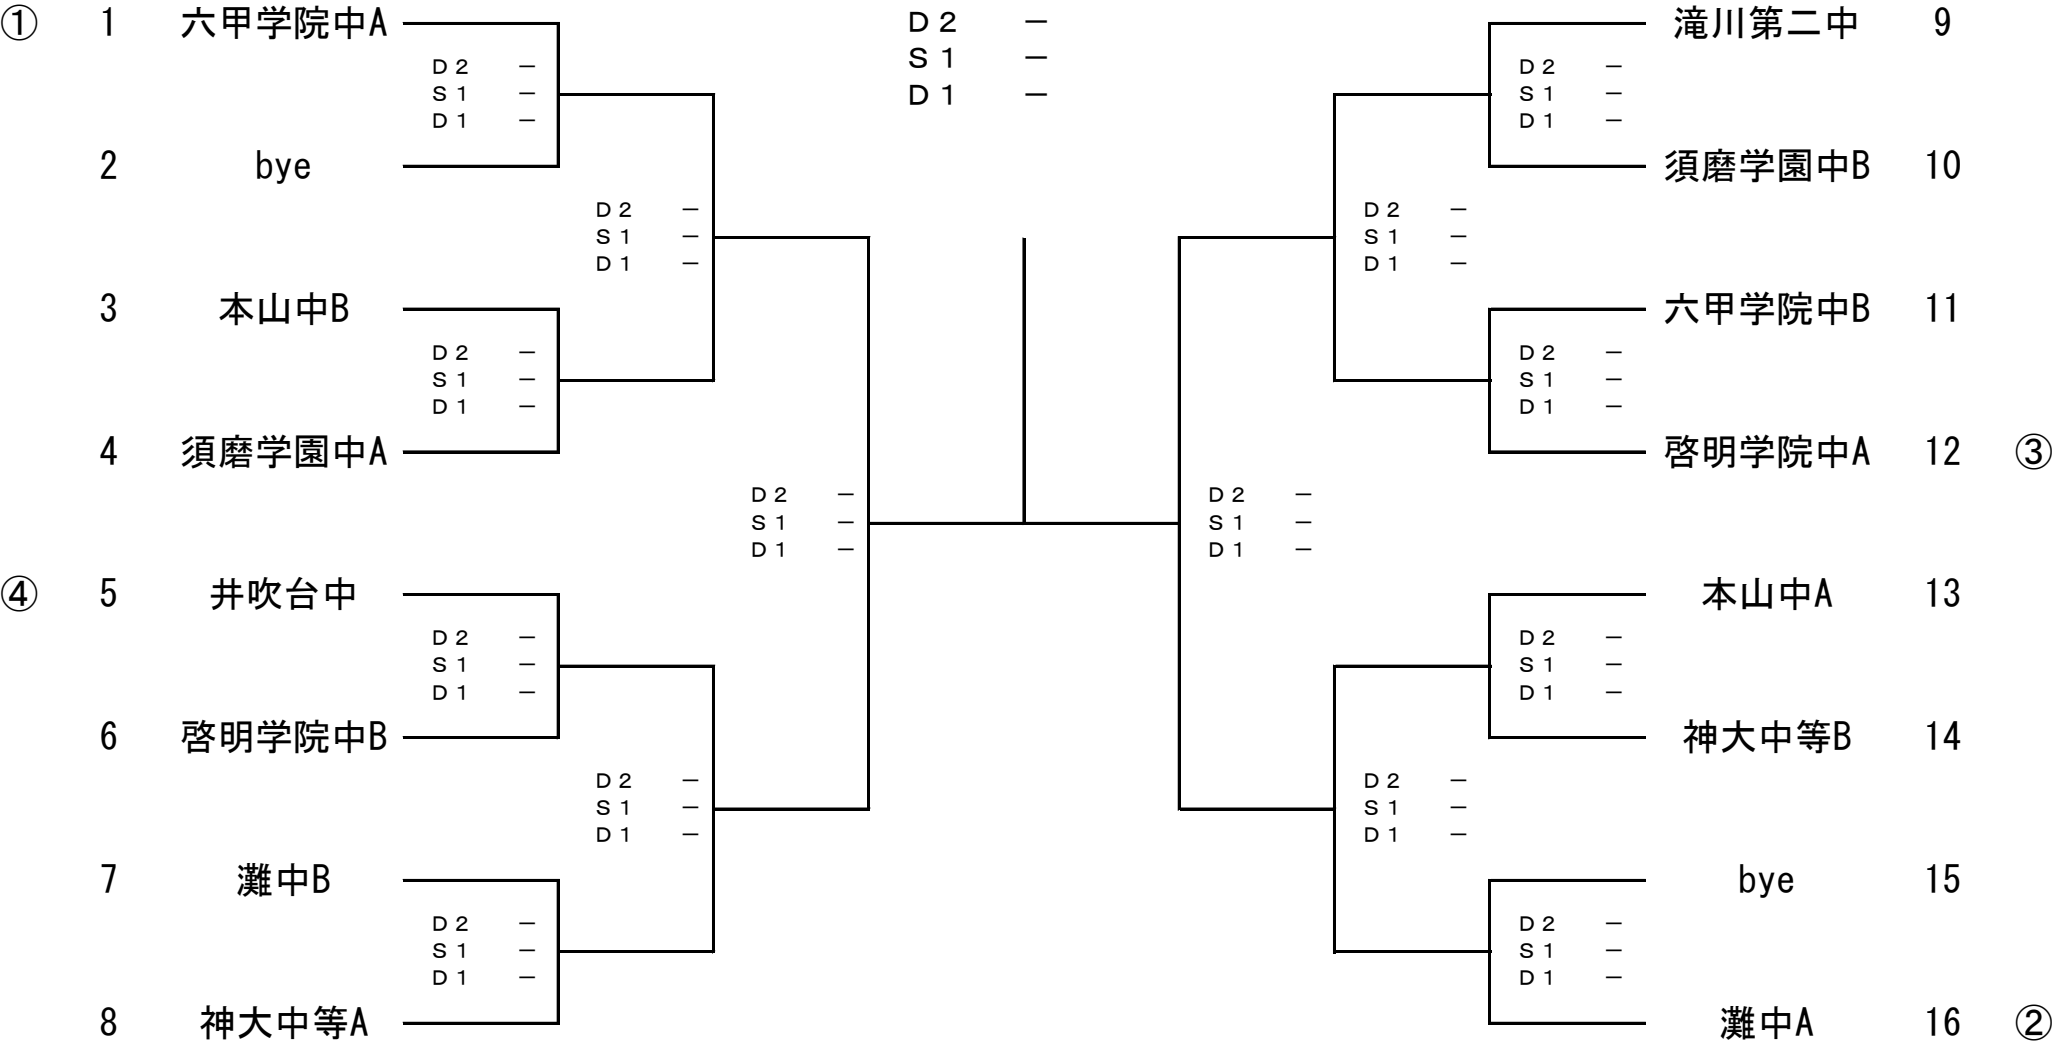 ① 1 六甲学院中A
D2 －
S1 －
D1 －
2 bye
D2 －
S1 －
D1 －
3 本山中B
D2 －
S1 －
D1 －
4 須磨学園中A
D2 －
S1 －
D1 －
④ 5 井吹台中
D2 －
S1 －
D1 －
6 啓明学院中B
D2 －
S1 －
D1 －
7 灘中B
D2 －
S1 －
D1 －
8 神大中等A
D2 －
S1 －
D1 －
滝川第二中 9
D2 －
S1 －
D1 －
須磨学園中B 10
D2 －
S1 －
D1 －
六甲学院中B 11
D2 －
S1 －
D1 －
啓明学院中A 12 ③
D2 －
S1 －
D1 －
本山中A 13
D2 －
S1 －
D1 －
神大中等B 14
D2 －
S1 －
D1 －
bye 15
D2 －
S1 －
D1 －
灘中A 16 ②